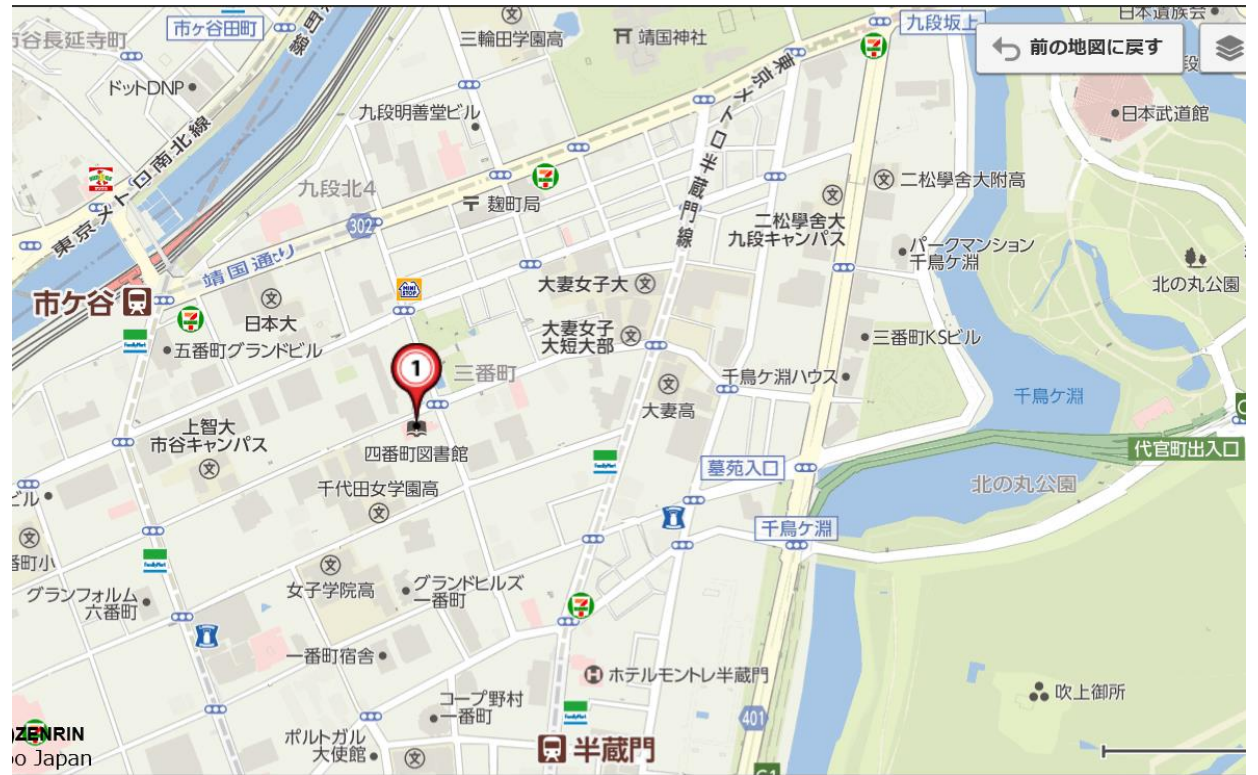 市ヶ谷田町
市谷長延寺町
三輪田学園高
靖国神社
九段坂上
日本遺族会
前の地図に戻す
段
ドットDNP
九段明善堂ビル
日本武道館
東京メトロ南北線
東京メトロ半蔵門線
九段北4
麹町局
二松學舎大附高
二松學舎大
九段キャンパス
パークマンション
千鳥ケ淵
北の丸公園
302
靖国通り
市ケ谷
日本大
MINI
STOP
大妻女子大
大妻女子
大短大部
五番町グランドビル
FamilyMart
1
三番町
三番町KSビル
千鳥ケ淵ハウス
大妻高
千鳥ケ淵
上智大
市谷キャンパス
四番町図書館
代官町出入口
墓苑入口
FamilyMart
千代田女学園高
北の丸公園
ビル
千鳥ケ淵
番町小
FamilyMart
女子学院高
グランドヒルズ
一番町
グランフォルム
六番町
一番町宿舎
ホテルモントレ半蔵門
吹上御所
コープ野村
一番町
FamilyMart
401
ZENRIN
o Japan
ポルトガル
大使館
半蔵門
C1